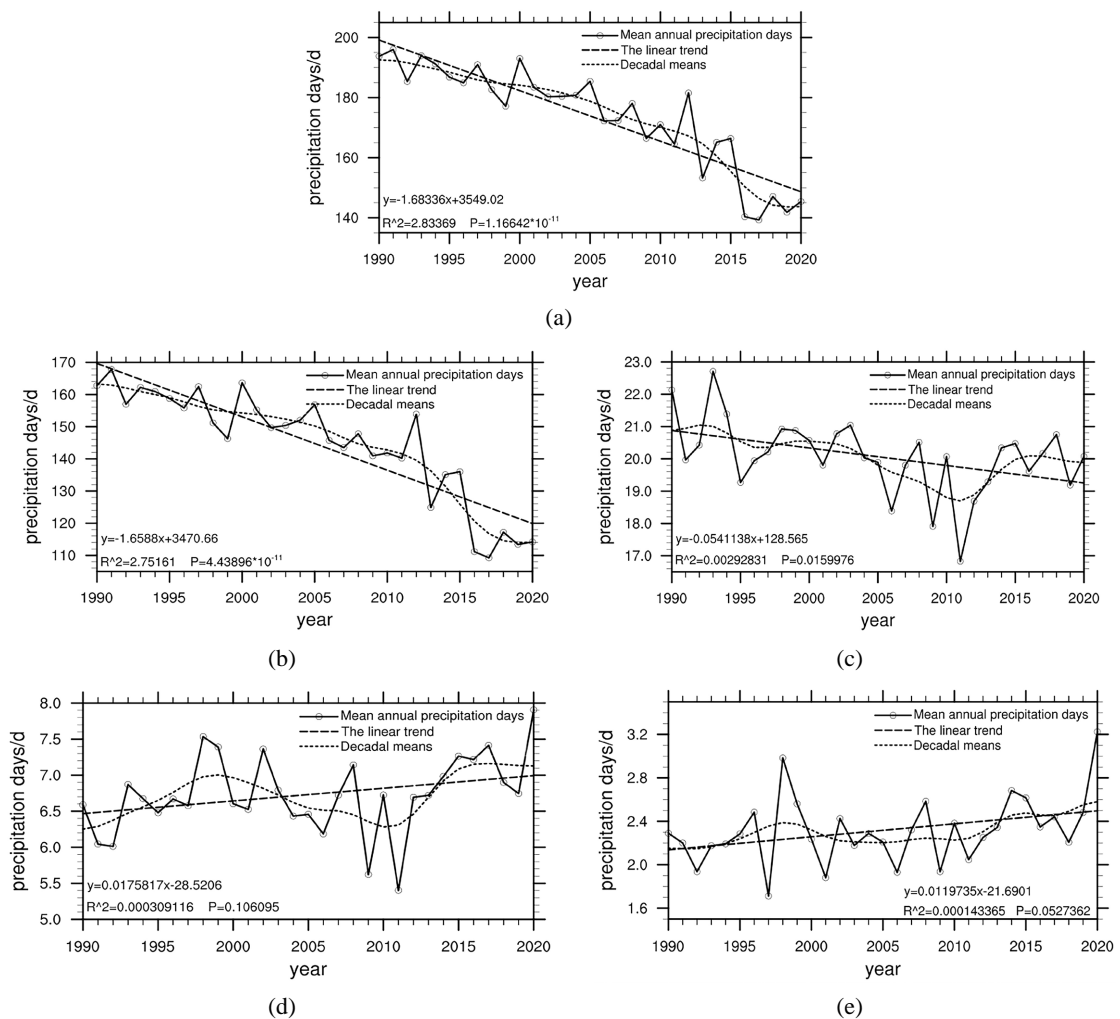 Mean annual precipitation days
The linear trend
Decadal means
precipitation days/d
200
180
160
140
y=-1.68336x+3549.02
R^2=2.83369 P=1.16642*10^-11
1990 1995 2000 2005 2010 2015 2020
year
(a)
Mean annual precipitation days
The linear trend
Decadal means
precipitation days/d
170
160
150
140
130
120
110
y=-1.6588x+3470.66
R^2=2.75161 P=4.43896*10^-11
1990 1995 2000 2005 2010 2015 2020
year
(b)
Mean annual precipitation days
The linear trend
Decadal means
precipitation days/d
23.0
22.0
21.0
20.0
19.0
18.0
17.0
y=-0.0541138x+128.565
R^2=0.00292831 P=0.0159976
1990 1995 2000 2005 2010 2015 2020
year
(c)
Mean annual precipitation days
The linear trend
Decadal means
precipitation days/d
8.0
7.0
6.0
5.5
5.0
y=0.0175817x-28.5206
R^2=0.000309116 P=0.106095
1990 1995 2000 2005 2010 2015 2020
year
(d)
Mean annual precipitation days
The linear trend
Decadal means
precipitation days/d
3.2
2.8
2.4
2.0
1.6
y=0.0119735x-21.6901
R^2=0.000143365 P=0.0527362
1990 1995 2000 2005 2010 2015 2020
year
(e)